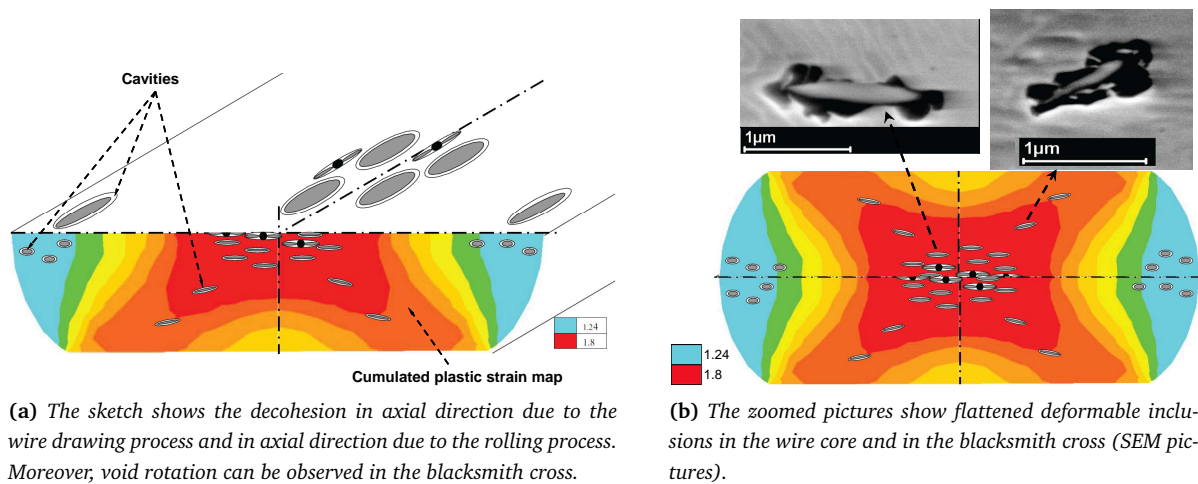 Cavities
1.24
1.8
Cumulated plastic strain map
(a) The sketch shows the decohesion in axial direction due to the
wire drawing process and in axial direction due to the rolling process.
Moreover, void rotation can be observed in the blacksmith cross.
1µm
1µm
1.24
1.8
(b) The zoomed pictures show flattened deformable inclu-
sions in the wire core and in the blacksmith cross (SEM pic-
tures).